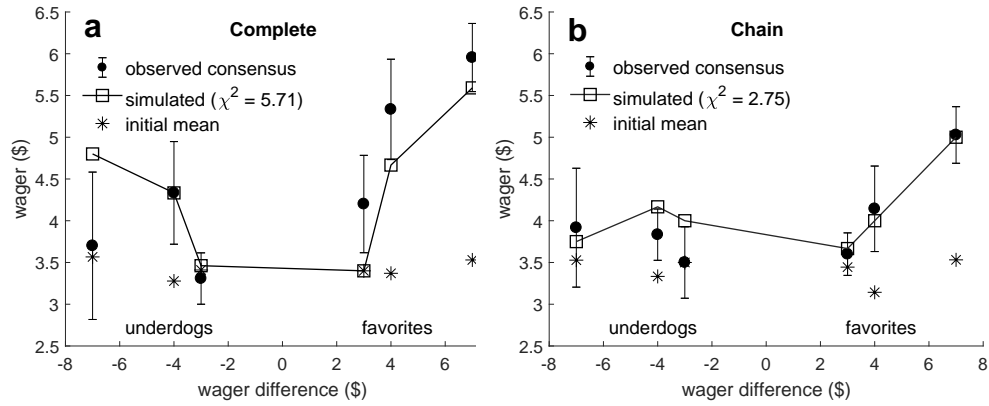 a
Complete
observed consensus
simulated (χ² = 5.71)
initial mean
underdogs
favorites
6.5
6
5.5
5
4.5
4
3.5
3
2.5
-8
-6
-4
-2
0
2
4
6
wager ($)
wager difference ($)
b
Chain
observed consensus
simulated (χ² = 2.75)
initial mean
underdogs
favorites
6.5
6
5.5
5
4.5
4
3.5
3
2.5
-8
-6
-4
-2
0
2
4
6
8
wager ($)
wager difference ($)